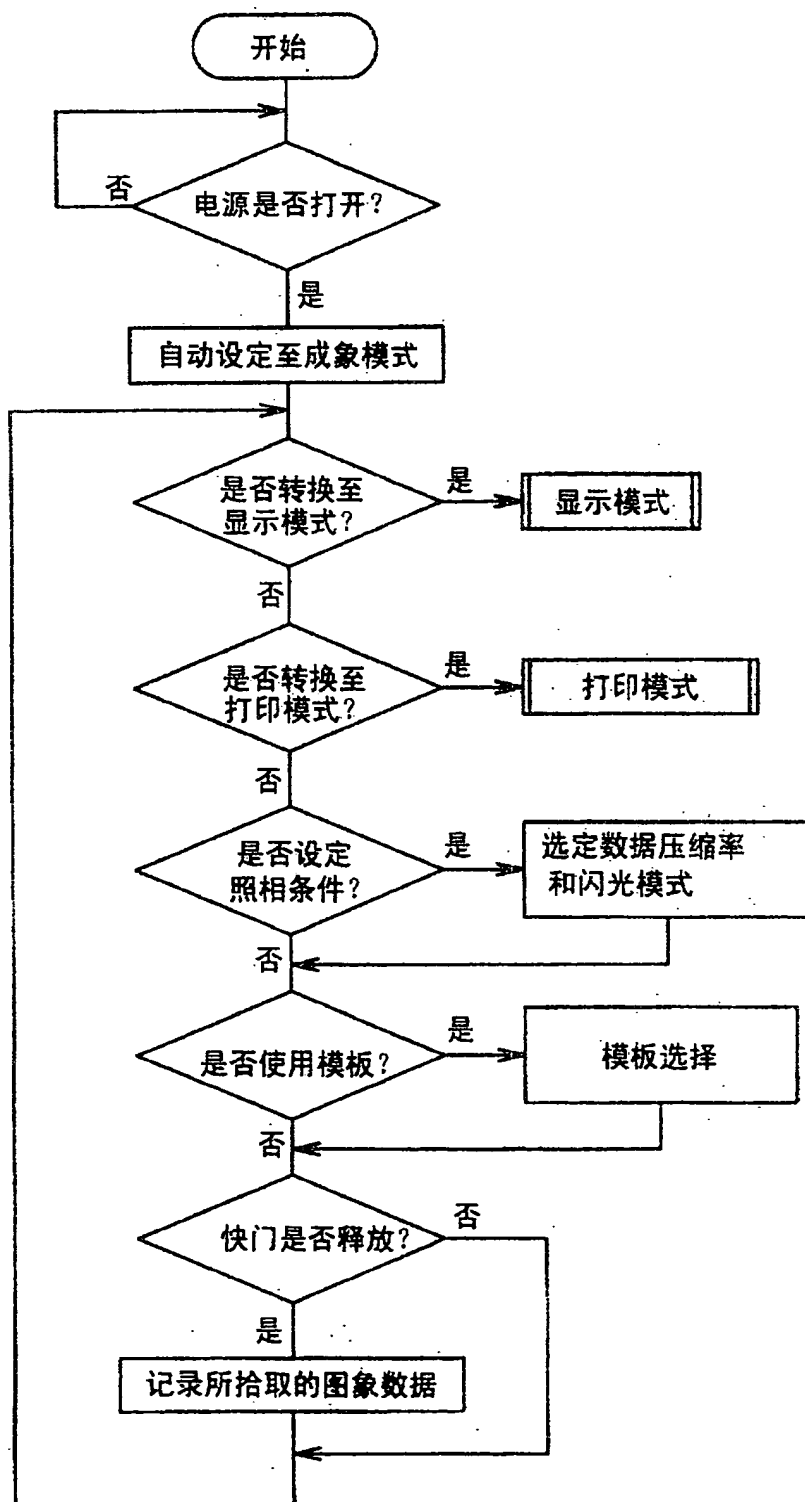 开始
电源是否打开?
否
是
自动设定至成象模式
是否转换至
显示模式?
是
显示模式
否
是否转换至
打印模式?
是
打印模式
否
是否设定
照相条件?
是
选定数据压缩率
和闪光模式
否
是否使用模板?
是
模板选择
否
快门是否释放?
否
是
记录所拾取的图象数据